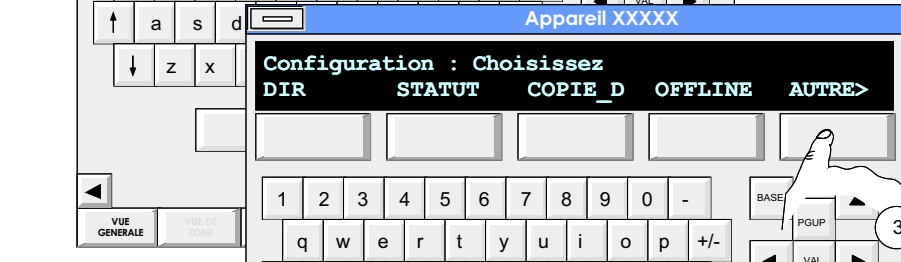 VAL
a s d
Appareil XXXXX
z x
Configuration : Choisissez
DIR STATUT COPIE_D OFFLINE AUTRE>
1 2 3 4 5 6 7 8 9 0 -
BASE
PGUP
3
VUE GENERALE
VUE DE ZONE
q w e r t y u i o p +/-
VAL